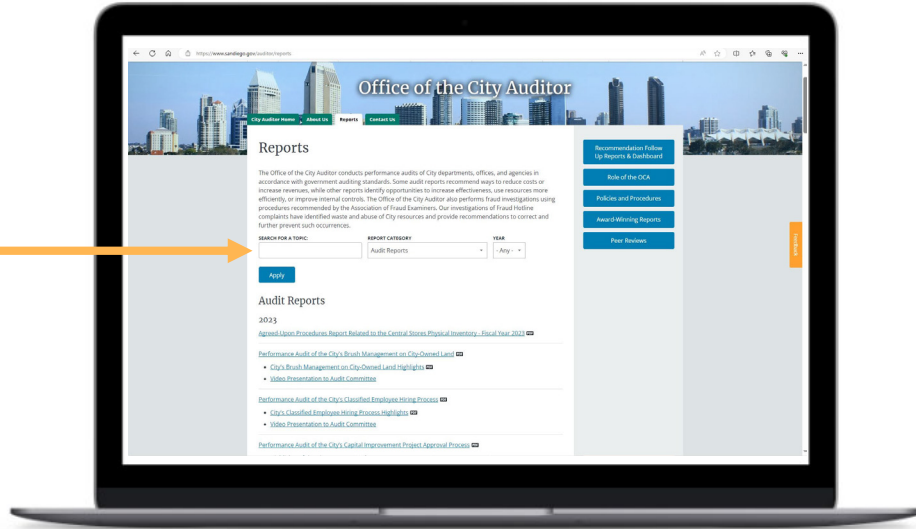 https://www.sandiego.gov/auditor/reports
Office of the City Auditor
City Auditor Home
About Us
Reports
Contact Us
Reports
The Office of the City Auditor conducts performance audits of City departments, offices, and agencies in
accordance with government auditing standards. Some audit reports recommend ways to reduce costs or
increase revenues, while other reports identify opportunities to increase effectiveness, use resources more
efficiently, or improve internal controls. The Office of the City Auditor also performs fraud investigations using
procedures recommended by the Association of Fraud Examiners. Our investigations of Fraud Hotline
complaints have identified waste and abuse of City resources and provide recommendations to correct and
further prevent such occurrences.
SEARCH FOR A TOPIC:
REPORT CATEGORY
YEAR
Audit Reports
- Any -
Apply
Audit Reports
2023
Agreed-Upon Procedures Report Related to the Central Stores Physical Inventory - Fiscal Year 2023
Performance Audit of the City's Brush Management on City-Owned Land
City's Brush Management on City-Owned Land Highlights
Video Presentation to Audit Committee
Performance Audit of the City's Classified Employee Hiring Process
City's Classified Employee Hiring Process Highlights
Video Presentation to Audit Committee
Performance Audit of the City's Capital Improvement Project Approval Process
Recommendation Follow
Up Reports & Dashboard
Role of the OCA
Policies and Procedures
Award-Winning Reports
Peer Reviews
Feedback